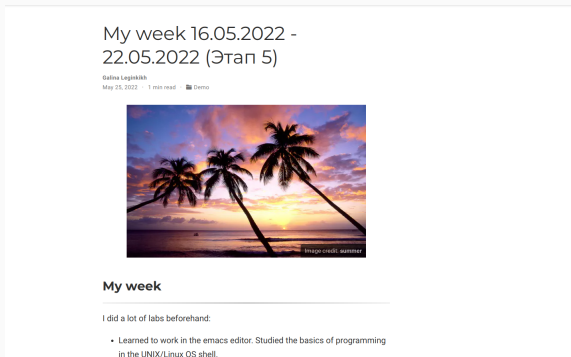 My week 16.05.2022 -
22.05.2022 (Этап 5)
Galina Leginkikh
May 25, 2022 · 1 min read · Demo
Image credit: summer
My week
I did a lot of labs beforehand:
• Learned to work in the emacs editor. Studied the basics of programming
in the UNIX/Linux OS shell.